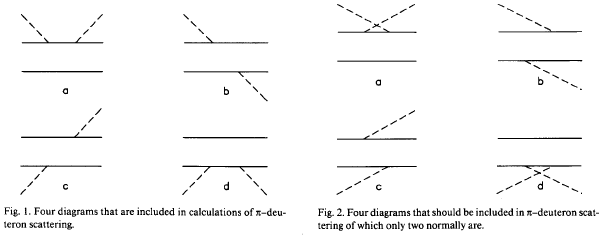 a
b
c
d
Fig. 1. Four diagrams that are included in calculations of π–deu-
teron scattering.
a
b
c
d
Fig. 2. Four diagrams that should be included in π–deuteron scat-
tering of which only two normally are.